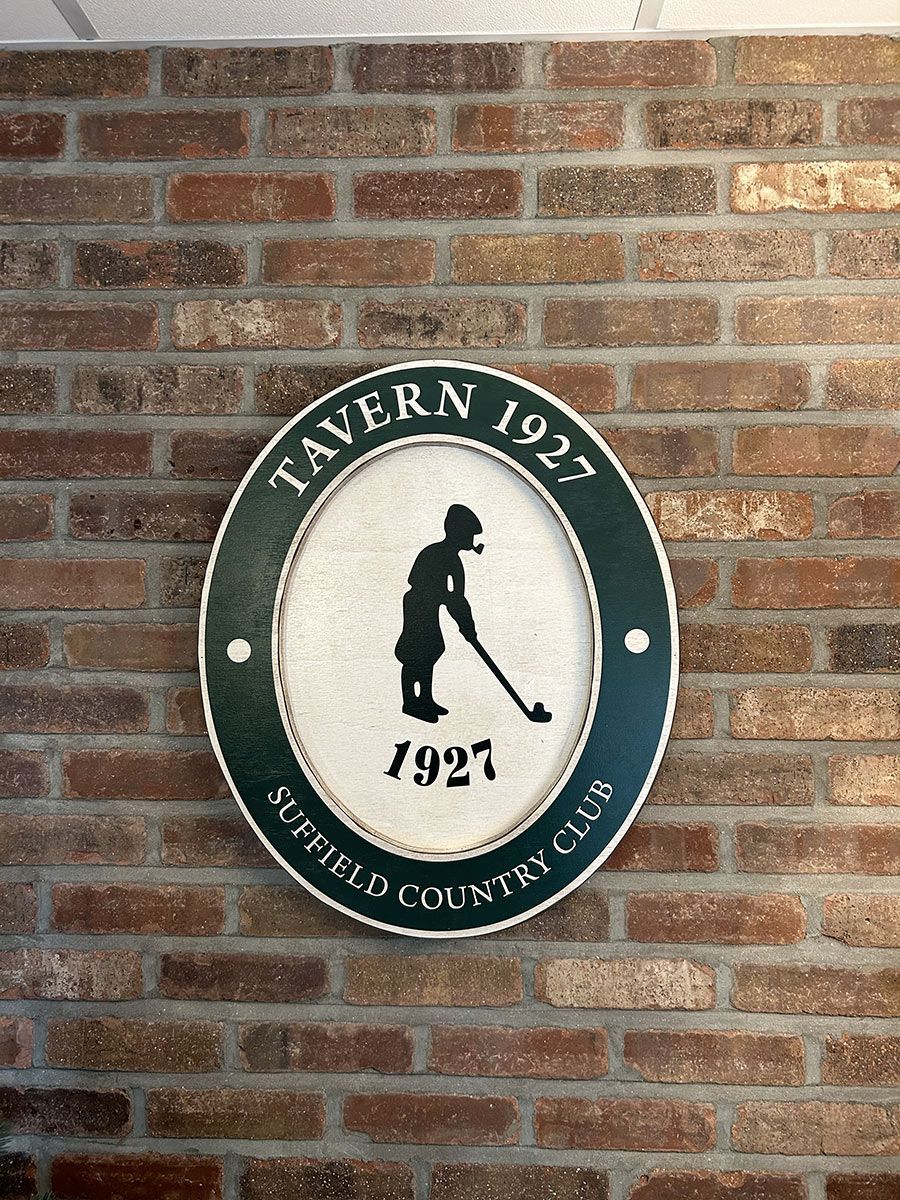 TAVERN 1927
1927
SUFFIELD COUNTRY CLUB